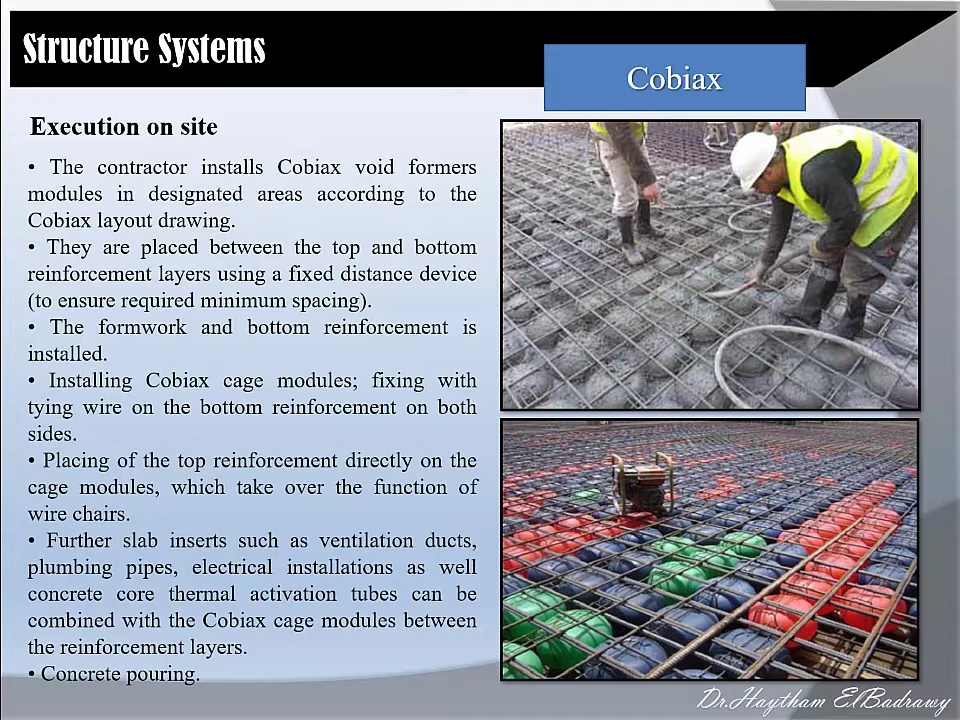 Structure Systems
Cobiax
Execution on site
• The contractor installs Cobiax void formers
modules in designated areas according to the
Cobiax layout drawing.
• They are placed between the top and bottom
reinforcement layers using a fixed distance device
(to ensure required minimum spacing).
• The formwork and bottom reinforcement is
installed.
• Installing Cobiax cage modules; fixing with
tying wire on the bottom reinforcement on both
sides.
• Placing of the top reinforcement directly on the
cage modules, which take over the function of
wire chairs.
• Further slab inserts such as ventilation ducts,
plumbing pipes, electrical installations as well
concrete core thermal activation tubes can be
combined with the Cobiax cage modules between
the reinforcement layers.
• Concrete pouring.
Dr.Haytham ElBadrawy